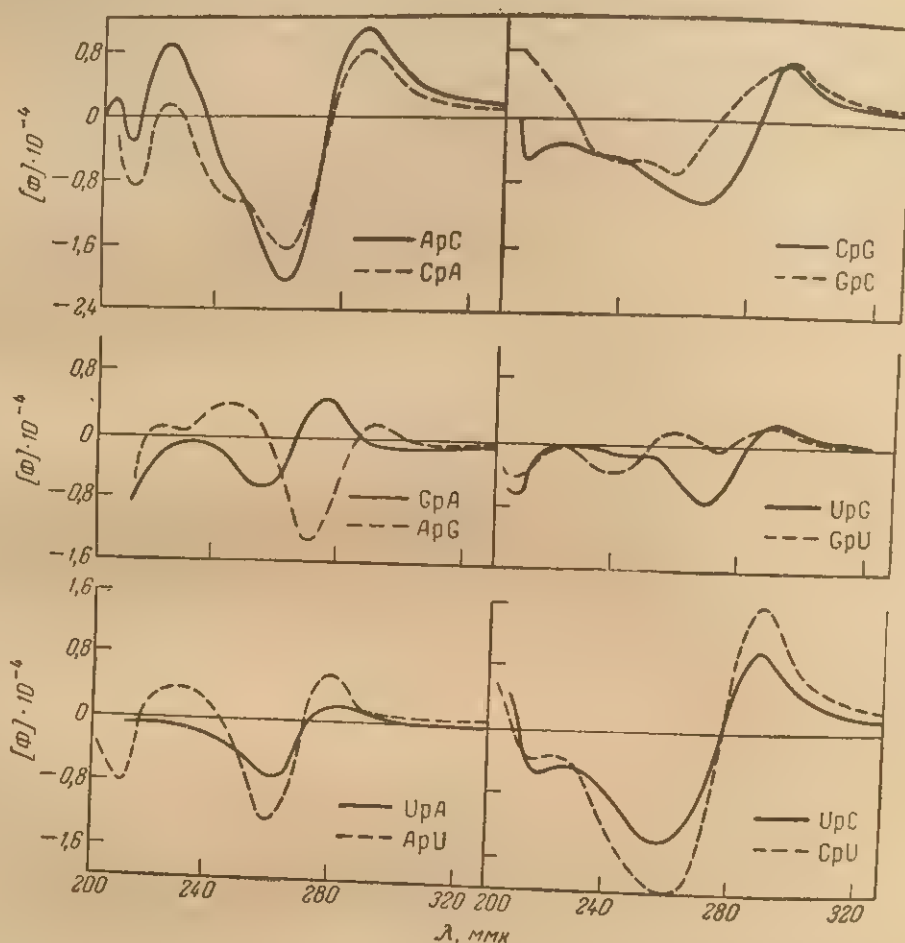 [Φ]·10⁻⁴
0,8
0
−0,8
−1,6
−2,4
ApC
CpA
CpG
GpC
[Φ]·10⁻⁴
0,8
0
−0,8
−1,6
GpA
ApG
UpG
GpU
[Φ]·10⁻⁴
1,6
0,8
0
−0,8
−1,6
UpA
ApU
UpC
CpU
200 240 280 320 200 240 280 320
λ, ммк